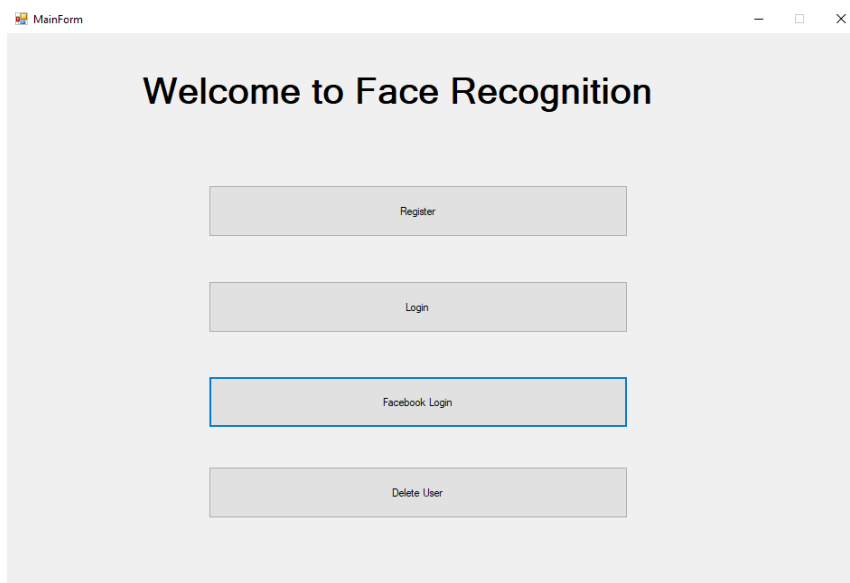 MainForm
Welcome to Face Recognition
Register
Login
Facebook Login
Delete User